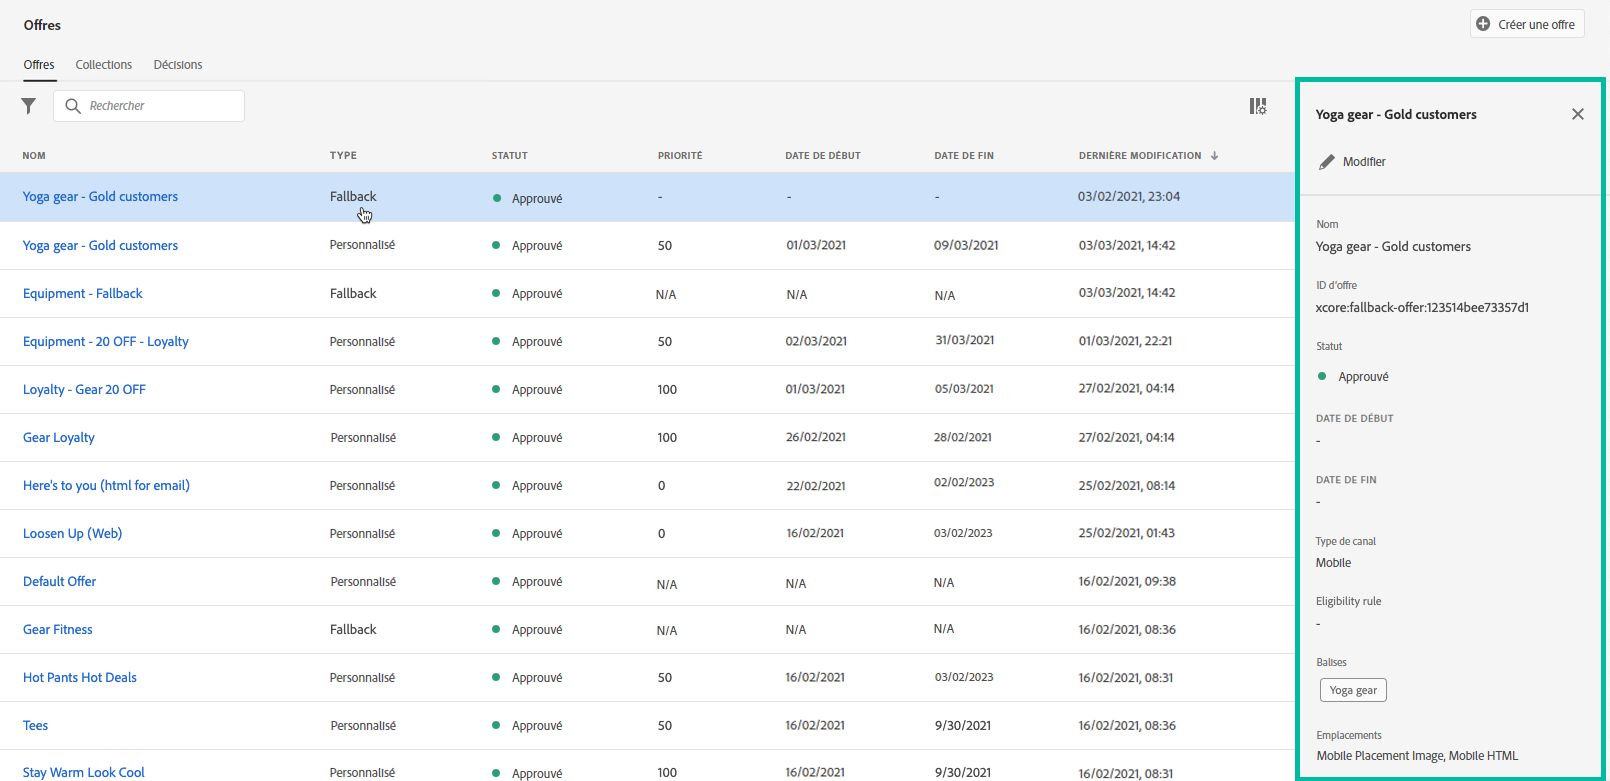 Offres
Créer une offre
Offres Collections Décisions
Rechercher
NOM TYPE STATUT PRIORITÉ DATE DE DÉBUT DATE DE FIN DERNIÈRE MODIFICATION
Yoga gear - Gold customers Fallback Approuvé - - - 03/02/2021, 23:04
Yoga gear - Gold customers Personnalisé Approuvé 50 01/03/2021 09/03/2021 03/03/2021, 14:42
Equipment - Fallback Fallback Approuvé N/A N/A N/A 03/03/2021, 14:42
Equipment - 20 OFF - Loyalty Personnalisé Approuvé 50 02/03/2021 31/03/2021 01/03/2021, 22:21
Loyalty - Gear 20 OFF Personnalisé Approuvé 100 01/03/2021 05/03/2021 27/02/2021, 04:14
Gear Loyalty Personnalisé Approuvé 100 26/02/2021 28/02/2021 27/02/2021, 04:14
Here's to you (html for email) Personnalisé Approuvé 0 22/02/2021 02/02/2023 25/02/2021, 08:14
Loosen Up (Web) Personnalisé Approuvé 0 16/02/2021 03/02/2023 25/02/2021, 01:43
Default Offer Personnalisé Approuvé N/A N/A N/A 16/02/2021, 09:38
Gear Fitness Fallback Approuvé N/A N/A N/A 16/02/2021, 08:36
Hot Pants Hot Deals Personnalisé Approuvé 50 16/02/2021 03/02/2023 16/02/2021, 08:31
Tees Personnalisé Approuvé 50 16/02/2021 9/30/2021 16/02/2021, 08:36
Stay Warm Look Cool Personnalisé Approuvé 100 16/02/2021 9/30/2021 16/02/2021, 08:31
Yoga gear - Gold customers
Modifier
Nom
Yoga gear - Gold customers
ID d'offre
xcore:fallback-offer:123514bee73357d1
Statut
Approuvé
DATE DE DÉBUT
-
DATE DE FIN
-
Type de canal
Mobile
Eligibility rule
-
Balises
Yoga gear
Emplacements
Mobile Placement Image, Mobile HTML